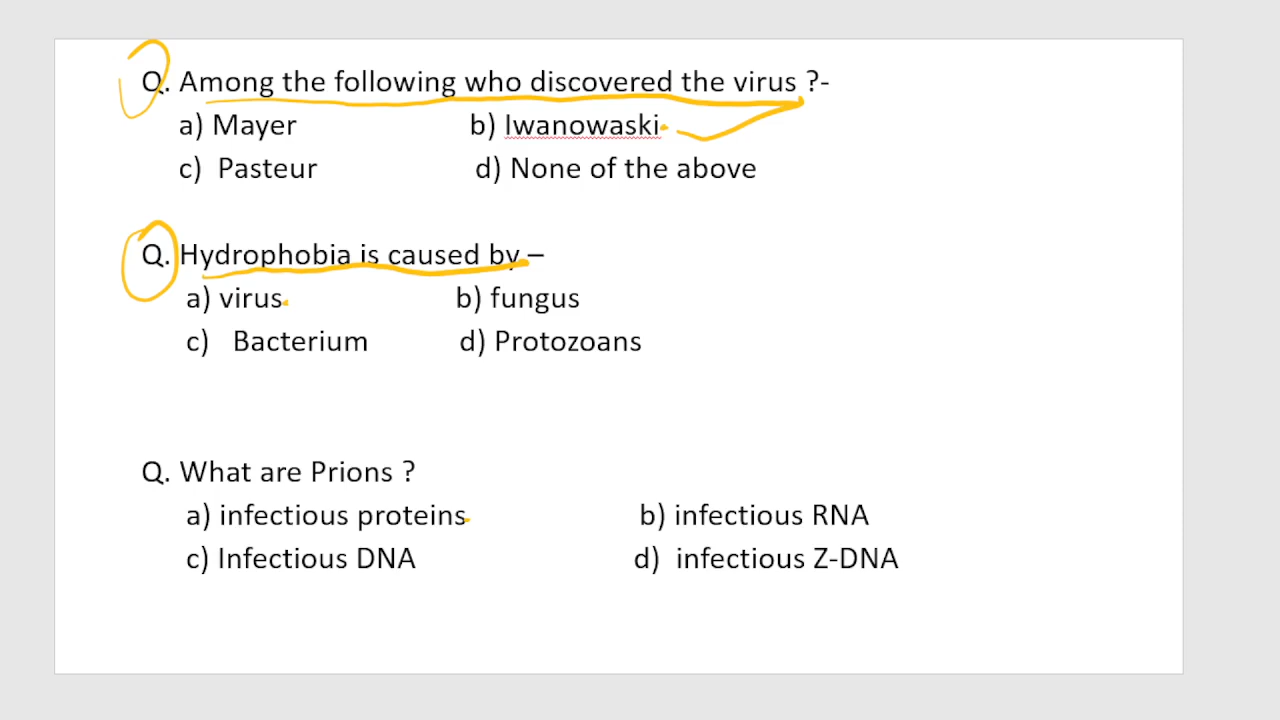 Q. Among the following who discovered the virus ?-
a) Mayer b) Iwanowaski
c) Pasteur d) None of the above
Q. Hydrophobia is caused by –
a) virus b) fungus
c) Bacterium d) Protozoans
Q. What are Prions ?
a) infectious proteins b) infectious RNA
c) Infectious DNA d) infectious Z-DNA